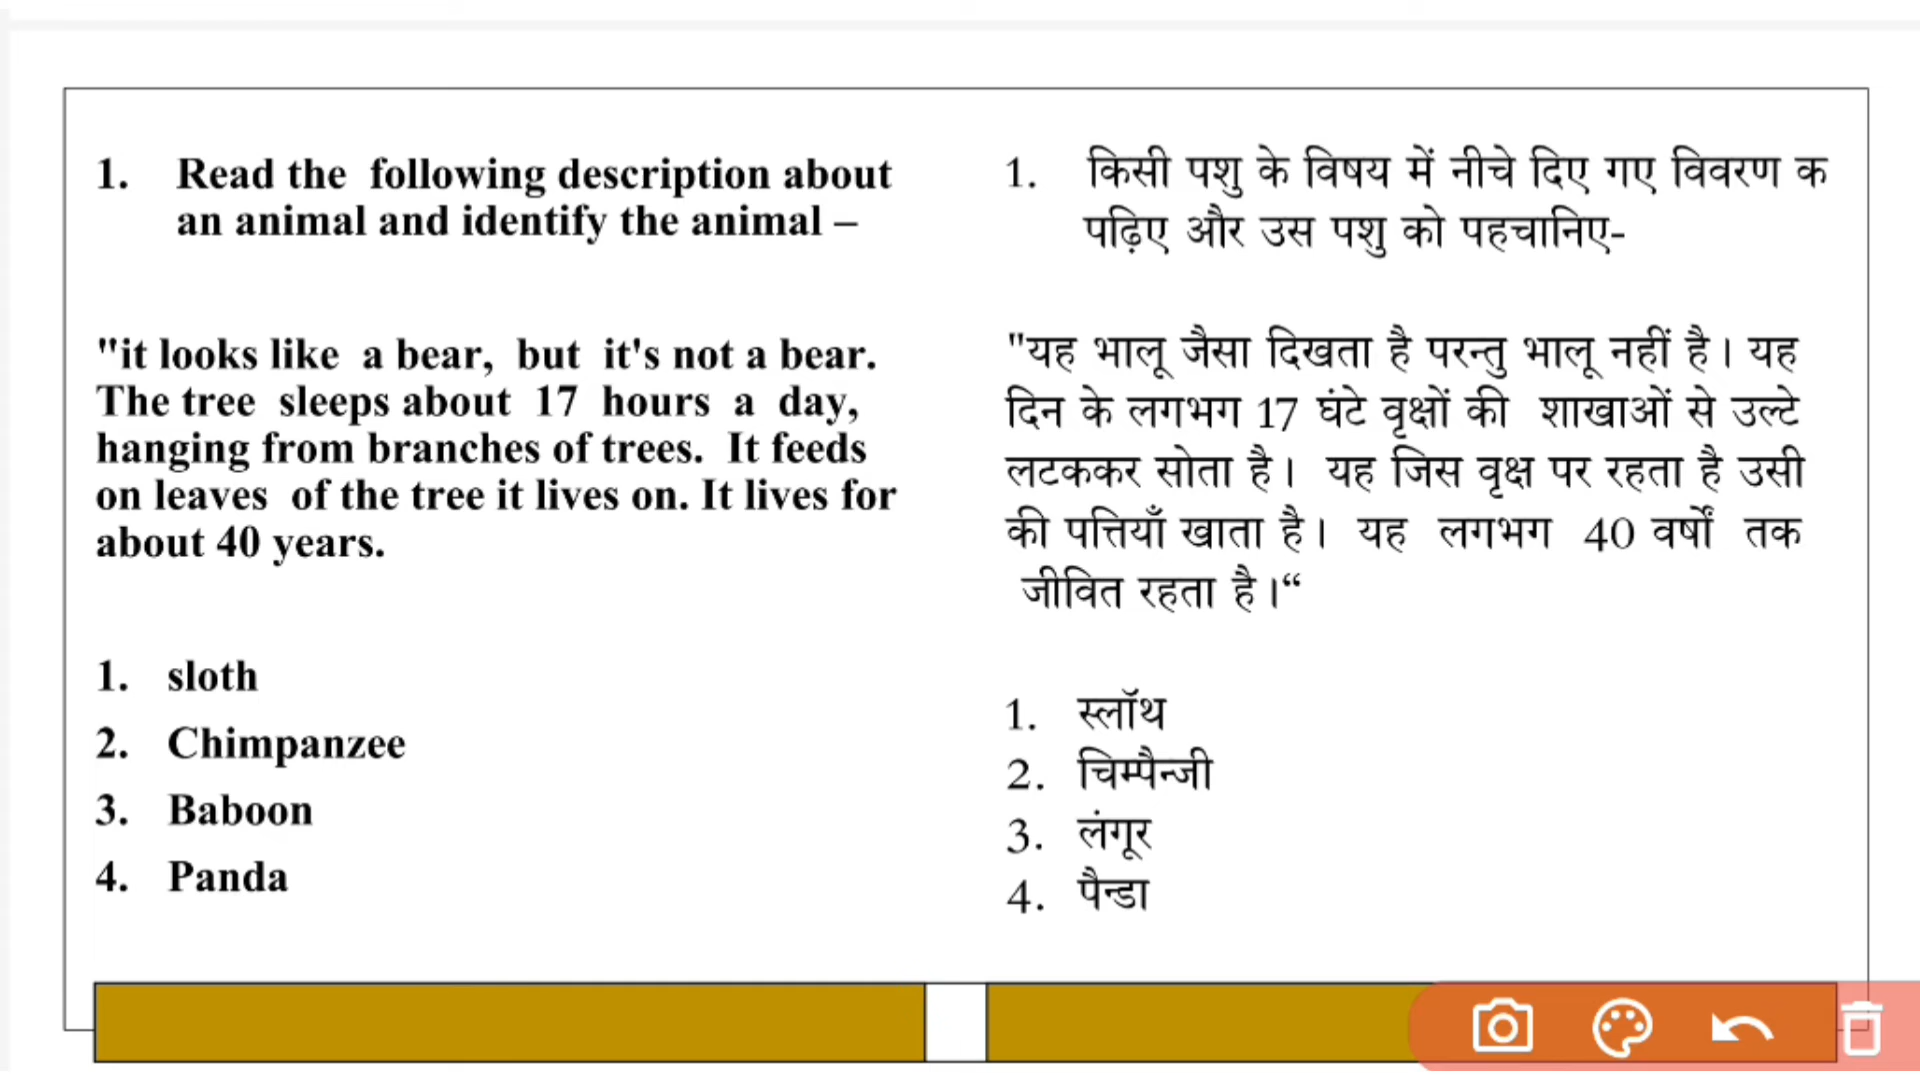 1. Read the following description about
an animal and identify the animal –
"it looks like a bear, but it's not a bear.
The tree sleeps about 17 hours a day,
hanging from branches of trees. It feeds
on leaves of the tree it lives on. It lives for
about 40 years.
1. sloth
2. Chimpanzee
3. Baboon
4. Panda
1. किसी पशु के विषय में नीचे दिए गए विवरण क
पढ़िए और उस पशु को पहचानिए-
"यह भालू जैसा दिखता है परन्तु भालू नहीं है। यह
दिन के लगभग 17 घंटे वृक्षों की शाखाओं से उल्टे
लटककर सोता है। यह जिस वृक्ष पर रहता है उसी
की पत्तियाँ खाता है। यह लगभग 40 वर्षों तक
जीवित रहता है।“
1. स्लॉथ
2. चिम्पैन्जी
3. लंगूर
4. पैन्डा